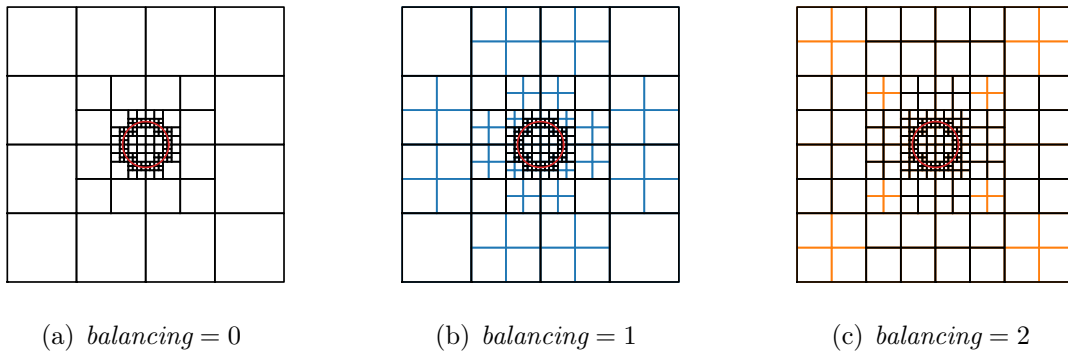 (a) balancing = 0 (b) balancing = 1 (c) balancing = 2